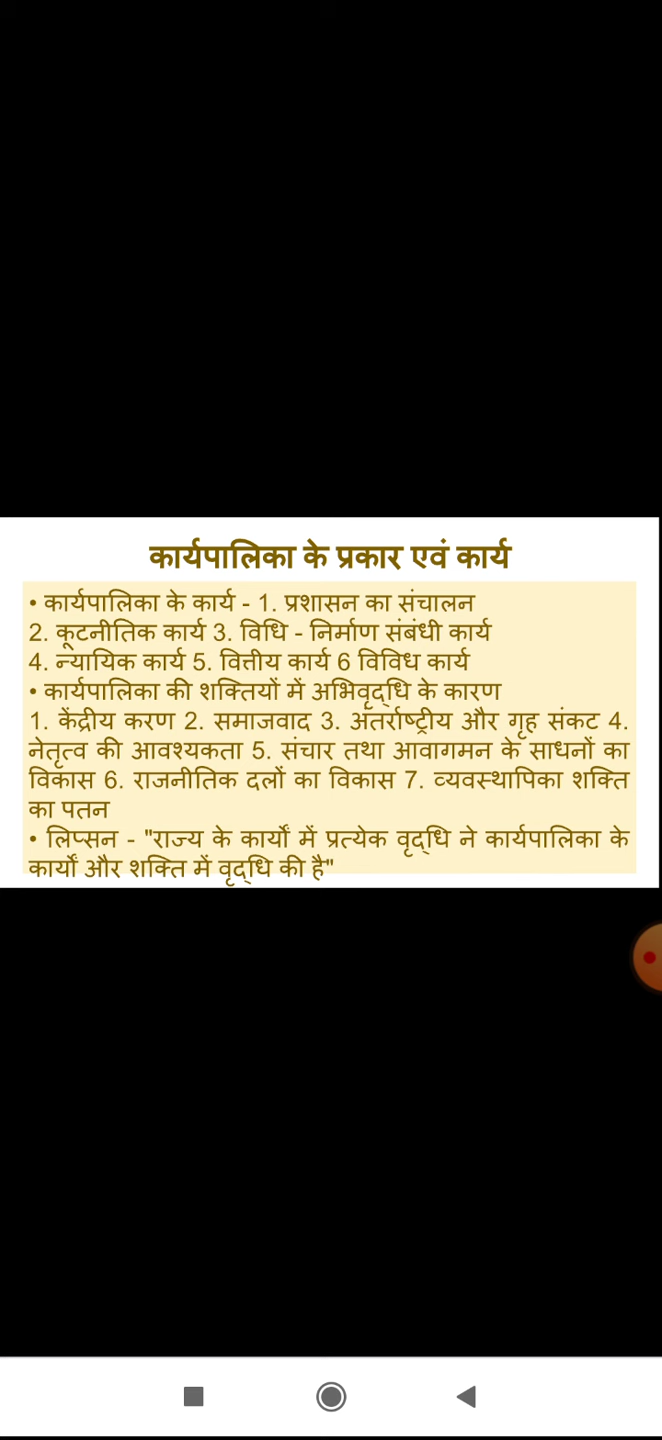 कार्यपालिका के प्रकार एवं कार्य
• कार्यपालिका के कार्य - 1. प्रशासन का संचालन
2. कूटनीतिक कार्य 3. विधि - निर्माण संबंधी कार्य
4. न्यायिक कार्य 5. वित्तीय कार्य 6 विविध कार्य
• कार्यपालिका की शक्तियों में अभिवृद्धि के कारण
1. केंद्रीय करण 2. समाजवाद 3. अंतर्राष्ट्रीय और गृह संकट 4.
नेतृत्व की आवश्यकता 5. संचार तथा आवागमन के साधनों का
विकास 6. राजनीतिक दलों का विकास 7. व्यवस्थापिका शक्ति
का पतन
• लिप्सन - "राज्य के कार्यों में प्रत्येक वृद्धि ने कार्यपालिका के
कार्यों और शक्ति में वृद्धि की है"